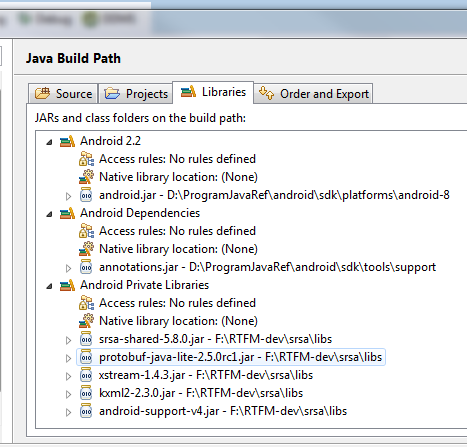 Debug
DDMS
Java Build Path
Source
Projects
Libraries
Order and Export
JARs and class folders on the build path:
Android 2.2
Access rules: No rules defined
Native library location: (None)
android.jar - D:\ProgramJavaRef\android\sdk\platforms\android-8
Android Dependencies
Native library location: (None)
annotations.jar - D:\ProgramJavaRef\android\sdk\tools\support
Android Private Libraries
Access rules: No rules defined
Native library location: (None)
srsa-shared-5.8.0.jar - F:\RTFM-dev\srsa\libs
protobuf-java-lite-2.5.0rc1.jar - F:\RTFM-dev\srsa\libs
xstream-1.4.3.jar - F:\RTFM-dev\srsa\libs
kxml2-2.3.0.jar - F:\RTFM-dev\srsa\libs
android-support-v4.jar - F:\RTFM-dev\srsa\libs